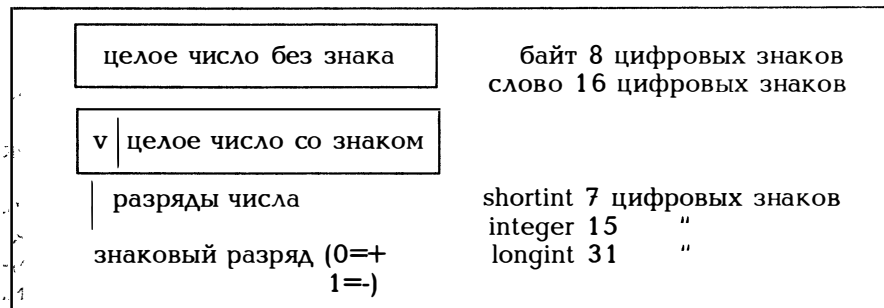 целое число без знака байт 8 цифровых знаков
слово 16 цифровых знаков
v целое число со знаком
разряды числа shortint 7 цифровых знаков
integer 15 "
знаковый разряд (0=+ longint 31 "
1=-)